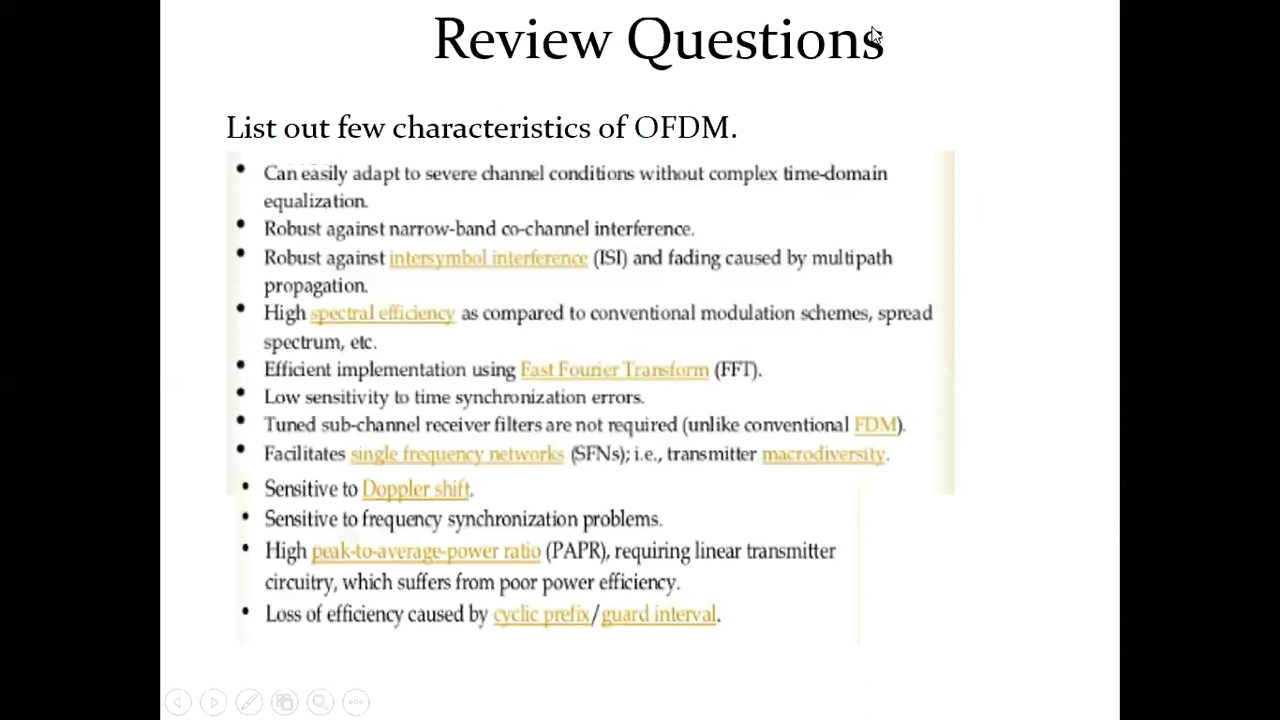 Review Questions
List out few characteristics of OFDM.
• Can easily adapt to severe channel conditions without complex time-domain
equalization.
• Robust against narrow-band co-channel interference.
• Robust against intersymbol interference (ISI) and fading caused by multipath
propagation.
• High spectral efficiency as compared to conventional modulation schemes, spread
spectrum, etc.
• Efficient implementation using Fast Fourier Transform (FFT).
• Low sensitivity to time synchronization errors.
• Tuned sub-channel receiver filters are not required (unlike conventional FDM).
• Facilitates single frequency networks (SFNs); i.e., transmitter macrodiversity.
• Sensitive to Doppler shift.
• Sensitive to frequency synchronization problems.
• High peak-to-average-power ratio (PAPR), requiring linear transmitter
circuitry, which suffers from poor power efficiency.
• Loss of efficiency caused by cyclic prefix/guard interval.